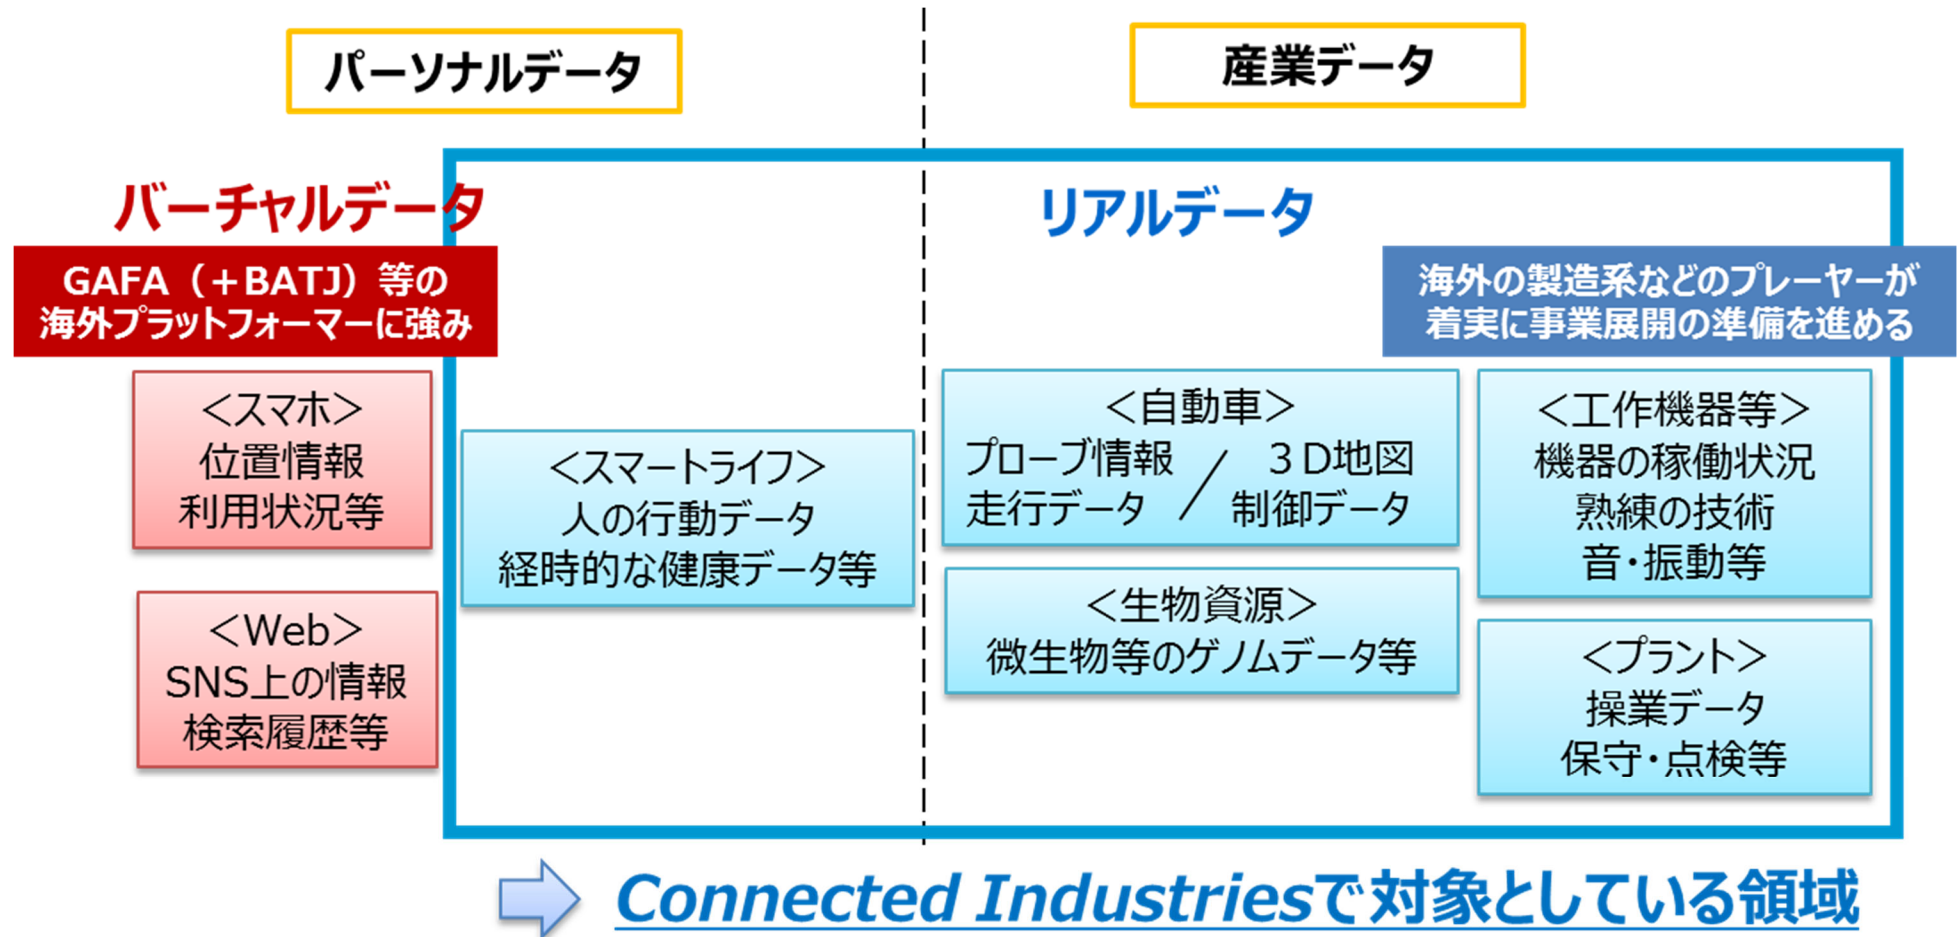 パーソナルデータ
産業データ
バーチャルデータ
リアルデータ
GAFA（＋BATJ）等の
海外プラットフォーマーに強み
海外の製造系などのプレーヤーが
着実に事業展開の準備を進める
＜スマホ＞
位置情報
利用状況等
＜Web＞
SNS上の情報
検索履歴等
＜スマートライフ＞
人の行動データ
経時的な健康データ等
＜自動車＞
プローブ情報 ／ ３D地図
走行データ ／ 制御データ
＜生物資源＞
微生物等のゲノムデータ等
＜工作機器等＞
機器の稼働状況
熟練の技術
音・振動等
＜プラント＞
操業データ
保守・点検等
Connected Industriesで対象としている領域